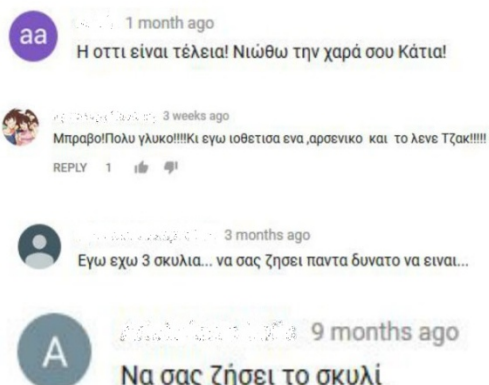 aa
1 month ago
Η οττι είναι τέλεια! Νιώθω την χαρά σου Κάτια!
3 weeks ago
Μπραβο!Πολυ γλυκο!!!!Κι εγω ιοθετισα ενα ,αρσενικο και το λενε Τζακ!!!!!
REPLY 1
3 months ago
Εγω εχω 3 σκυλια... να σας ζησει παντα δυνατο να ειναι...
A
9 months ago
Να σας ζήσει το σκυλί